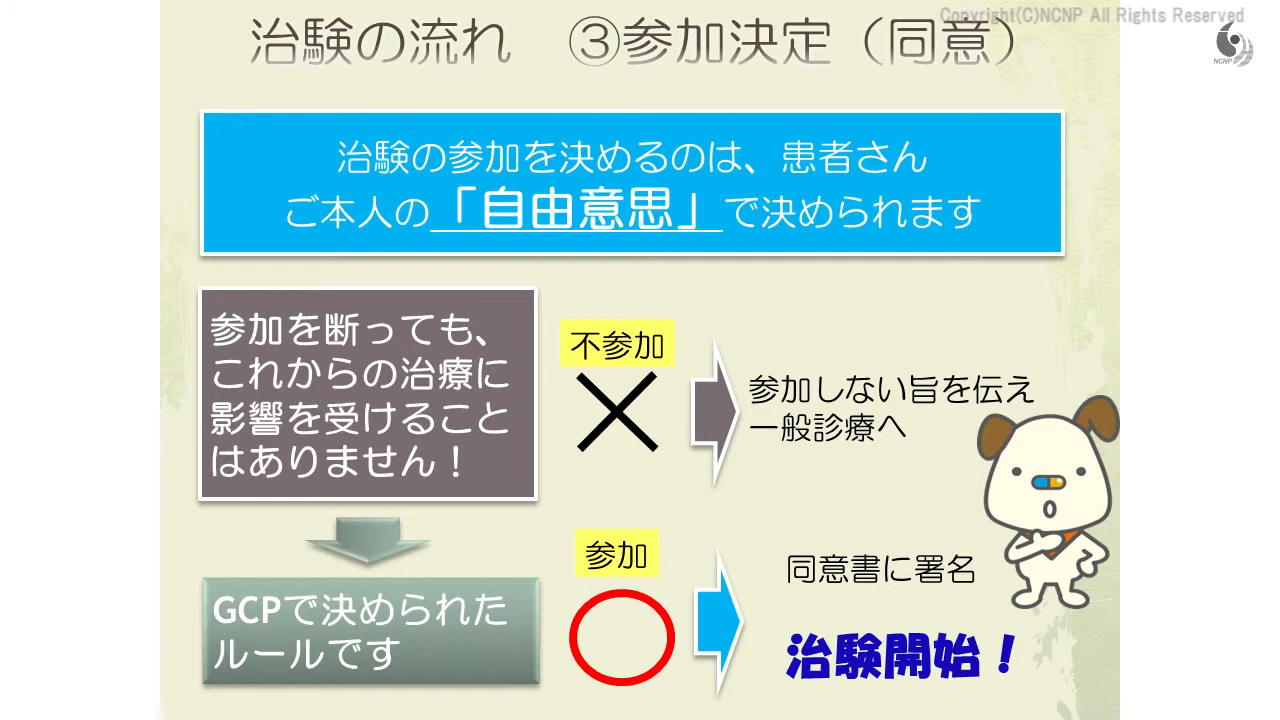 Copyright(C)NCNP All Rights Reserved
NCNP
治験の流れ　③参加決定（同意）
治験の参加を決めるのは、患者さん
ご本人の「自由意思」で決められます
参加を断っても、
これからの治療に
影響を受けること
はありません！
不参加
参加しない旨を伝え
一般診療へ
GCPで決められた
ルールです
参加
同意書に署名
治験開始！